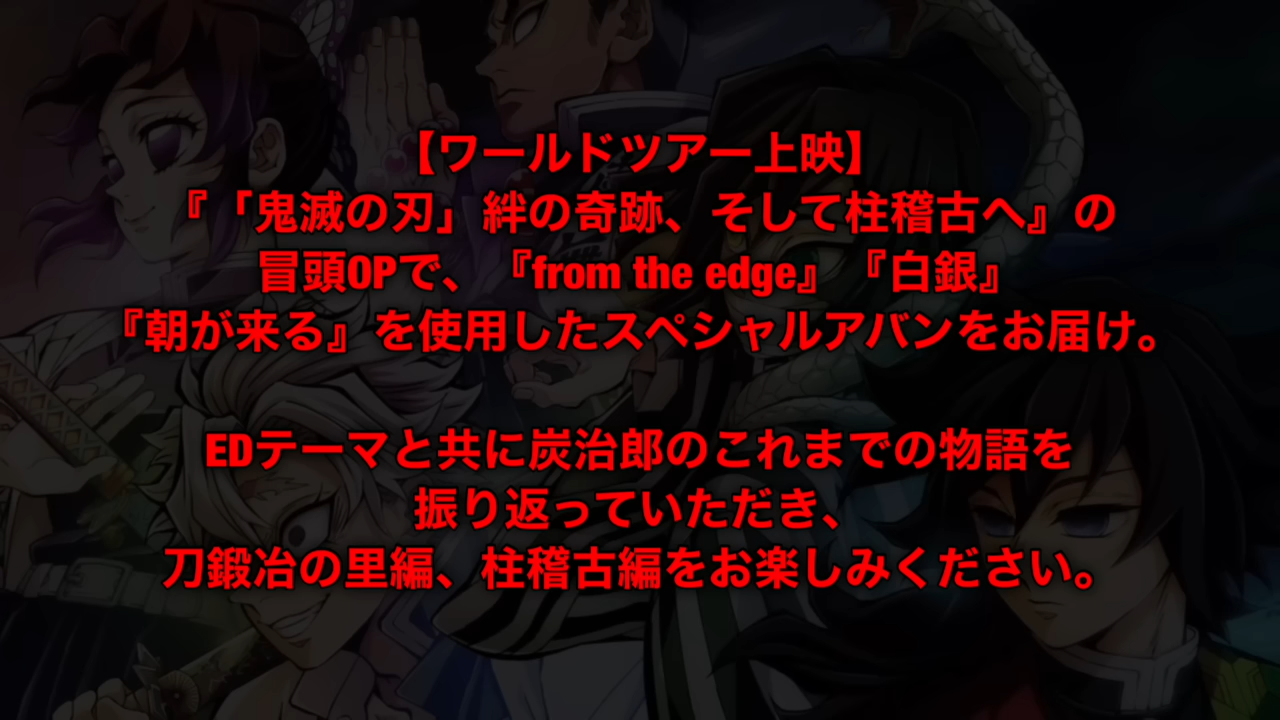 【ワールドツアー上映】
『「鬼滅の刃」絆の奇跡、そして柱稽古へ』の
冒頭OPで、『from the edge』『白銀』
『朝が来る』を使用したスペシャルアバンをお届け。
EDテーマと共に炭治郎のこれまでの物語を
振り返っていただき、
刀鍛冶の里編、柱稽古編をお楽しみください。